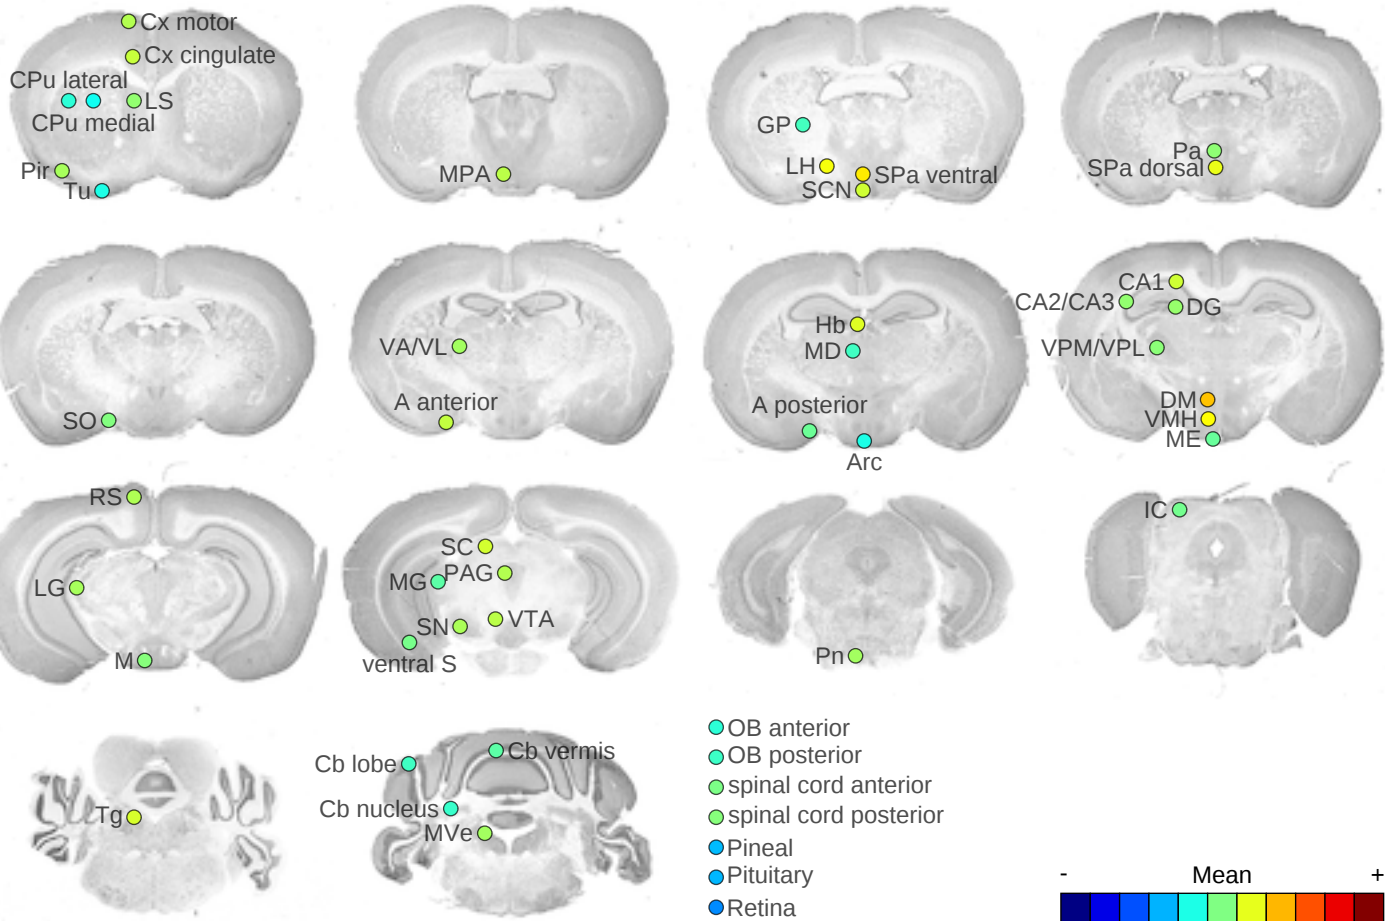 Cx motor
Cx cingulate
CPu lateral
LS
CPu medial
Pir
Tu
MPA
GP
LH
SPa ventral
SCN
Pa
SPa dorsal
SO
VA/VL
A anterior
Hb
MD
A posterior
Arc
CA1
CA2/CA3
DG
VPM/VPL
DM
VMH
ME
RS
LG
M
SC
MG
PAG
SN
VTA
ventral S
Pn
IC
Tg
Cb lobe
Cb vermis
Cb nucleus
MVe
OB anterior
OB posterior
spinal cord anterior
spinal cord posterior
Pineal
Pituitary
Retina
- Mean +